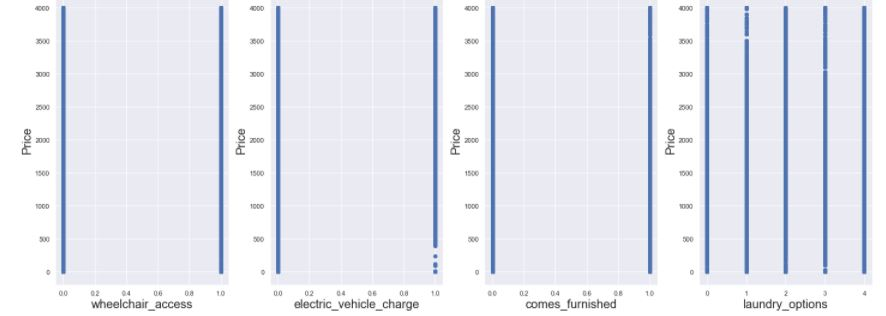 4000 4000 4000 4000
3500 3500 3500 3500
3000 3000 3000 3000
2500 2500 2500 2500
Price 2000 Price 2000 Price 2000 Price 2000
1500 1500 1500 1500
1000 1000 1000 1000
500 500 500 500
0 0 0 0
0.0 0.2 0.4 0.6 0.8 1.0 0.0 0.2 0.4 0.6 0.8 1.0 0.0 0.2 0.4 0.6 0.8 1.0 0 1 2 3 4
wheelchair_access electric_vehicle_charge comes_furnished laundry_options